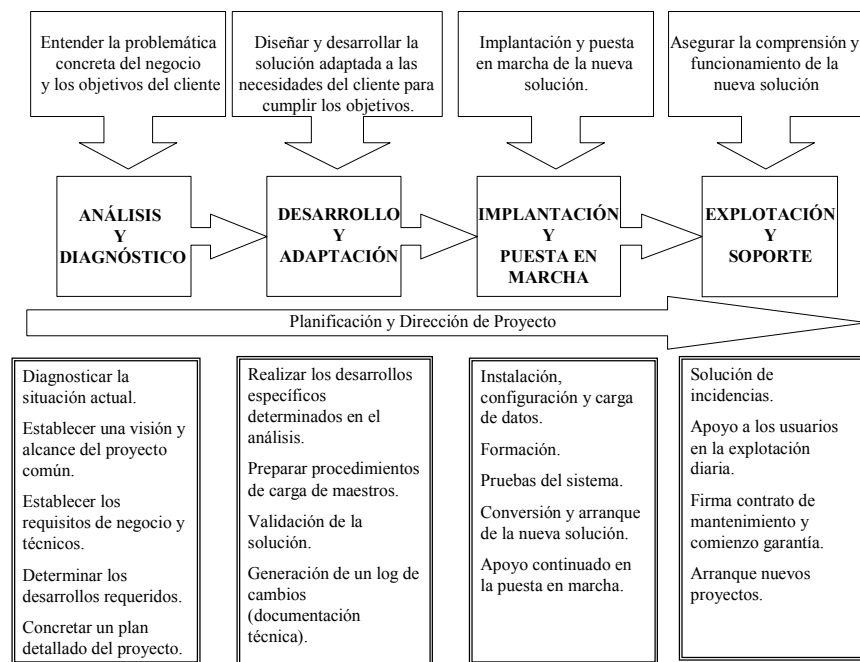 Entender la problemática
concreta del negocio
y los objetivos del cliente
Diseñar y desarrollar la
solución adaptada a las
necesidades del cliente para
cumplir los objetivos.
Implantación y puesta
en marcha de la nueva
solución.
Asegurar la comprensión y
funcionamiento de la
nueva solución
ANÁLISIS
Y
DIAGNÓSTICO
DESARROLLO
Y
ADAPTACIÓN
IMPLANTACIÓN
Y
PUESTA EN
MARCHA
EXPLOTACIÓN
Y
SOPORTE
Planificación y Dirección de Proyecto
Diagnosticar la
situación actual.
Establecer una visión y
alcance del proyecto
común.
Establecer los
requisitos de negocio y
técnicos.
Determinar los
desarrollos requeridos.
Concretar un plan
detallado del proyecto.
Realizar los desarrollos
específicos
determinados en el
análisis.
Preparar procedimientos
de carga de maestros.
Validación de la
solución.
Generación de un log de
cambios
(documentación
técnica).
Instalación,
configuración y carga
de datos.
Formación.
Pruebas del sistema.
Conversión y arranque
de la nueva solución.
Apoyo continuado en
la puesta en marcha.
Solución de
incidencias.
Apoyo a los usuarios
en la explotación
diaria.
Firma contrato de
mantenimiento y
comienzo garantía.
Arranque nuevos
proyectos.